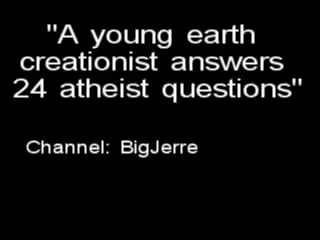 "A young earth
creationist answers
24 atheist questions"
Channel: BigJerre